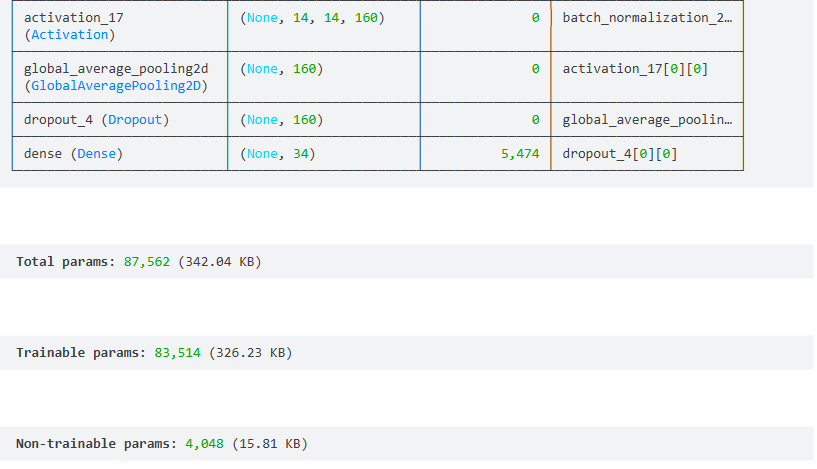 activation_17 (None, 14, 14, 160) 0 batch_normalization_2…
(Activation)
global_average_pooling2d (None, 160) 0 activation_17[0][0]
(GlobalAveragePooling2D)
dropout_4 (Dropout) (None, 160) 0 global_average_poolin…
dense (Dense) (None, 34) 5,474 dropout_4[0][0]
Total params: 87,562 (342.04 KB)
Trainable params: 83,514 (326.23 KB)
Non-trainable params: 4,048 (15.81 KB)